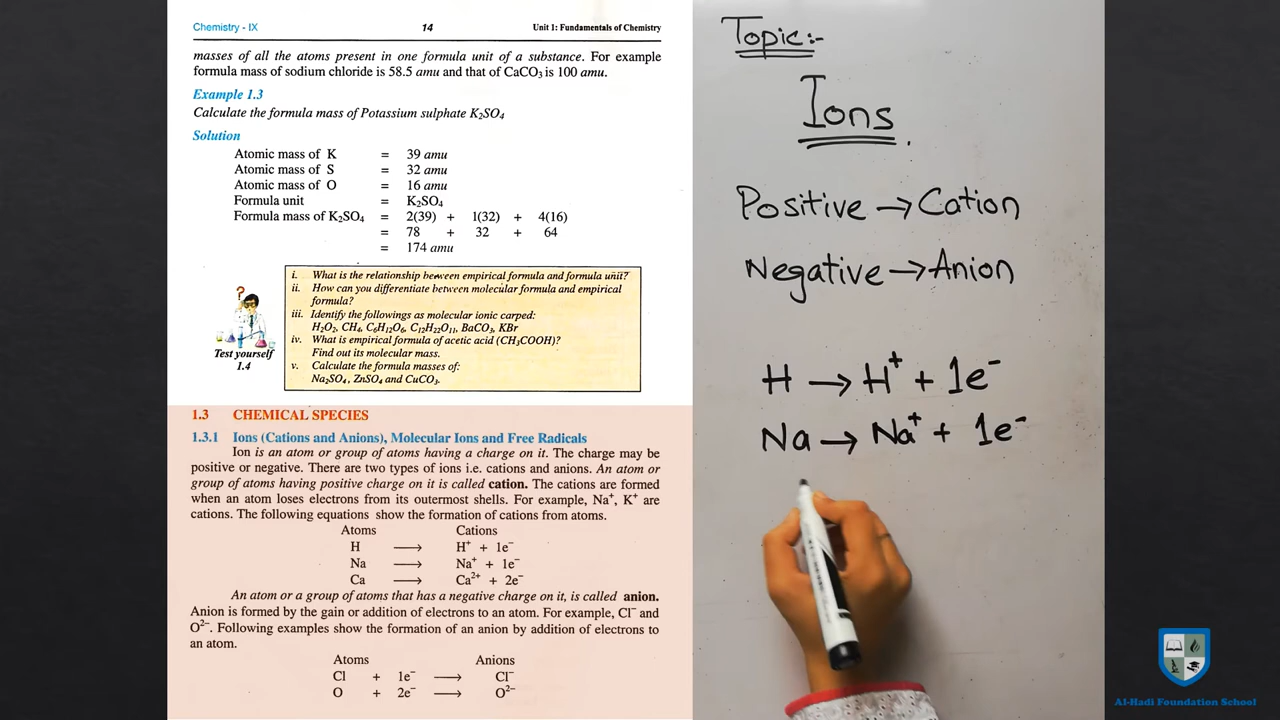 Chemistry - IX 14 Unit 1: Fundamentals of Chemistry
masses of all the atoms present in one formula unit of a substance. For example
formula mass of sodium chloride is 58.5 amu and that of CaCO₃ is 100 amu.
Example 1.3
Calculate the formula mass of Potassium sulphate K₂SO₄
Solution
Atomic mass of K = 39 amu
Atomic mass of S = 32 amu
Atomic mass of O = 16 amu
Formula unit = K₂SO₄
Formula mass of K₂SO₄ = 2(39) + 1(32) + 4(16)
= 78 + 32 + 64
= 174 amu
i. What is the relationship between empirical formula and formula unit?
ii. How can you differentiate between molecular formula and empirical
formula?
iii. Identify the followings as molecular ionic carped:
H₂O₂, CH₄, C₆H₁₂O₆, C₁₂H₂₂O₁₁, BaCO₃, KBr
iv. What is empirical formula of acetic acid (CH₃COOH)?
Find out its molecular mass.
v. Calculate the formula masses of:
Na₂SO₄, ZnSO₄ and CuCO₃.
Test yourself
1.4
1.3 CHEMICAL SPECIES
1.3.1 Ions (Cations and Anions), Molecular Ions and Free Radicals
Ion is an atom or group of atoms having a charge on it. The charge may be
positive or negative. There are two types of ions i.e. cations and anions. An atom or
group of atoms having positive charge on it is called cation. The cations are formed
when an atom loses electrons from its outermost shells. For example, Na⁺, K⁺ are
cations. The following equations show the formation of cations from atoms.
Atoms Cations
H ⟶ H⁺ + 1e⁻
Na ⟶ Na⁺ + 1e⁻
Ca ⟶ Ca²⁺ + 2e⁻
An atom or a group of atoms that has a negative charge on it, is called anion.
Anion is formed by the gain or addition of electrons to an atom. For example, Cl⁻ and
O²⁻. Following examples show the formation of an anion by addition of electrons to
an atom.
Atoms Anions
Cl + 1e⁻ ⟶ Cl⁻
O + 2e⁻ ⟶ O²⁻
Topic:-
Ions.
Positive → Cation
Negative → Anion
H → H⁺ + 1e⁻
Na → Na⁺ + 1e⁻
Al-Hadi Foundation School